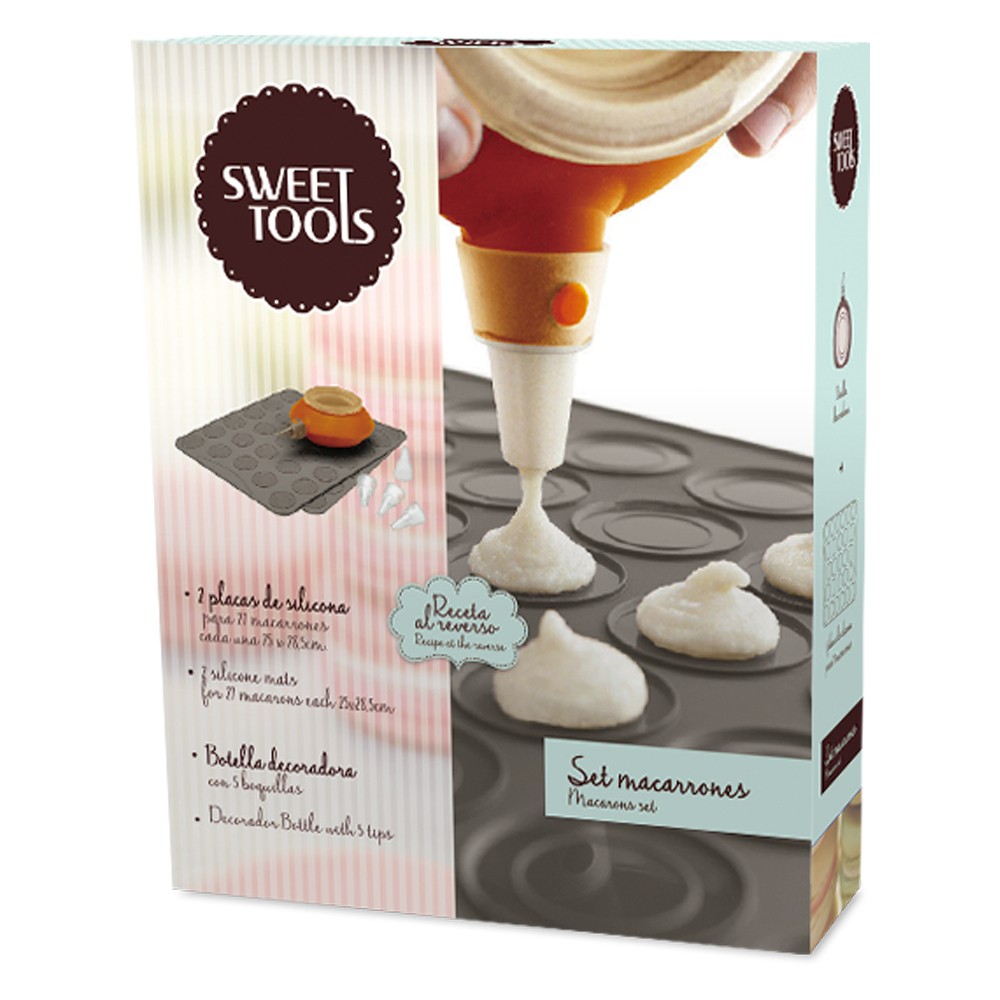 SWEET
TOOLS
• 2 placas de silicona
para 27 macarrones
cada una 25 x 28,5cm.
• 2 silicone mats
for 27 macarons each 25x28,5cm
• Botella decoradora
con 5 boquillas
• Decorador Bottle with 5 tips
Receta
al reverso
Recipe at the reverse
Set macarrones
Macarons set
SWEET
TOOLS
+
Set macarrones